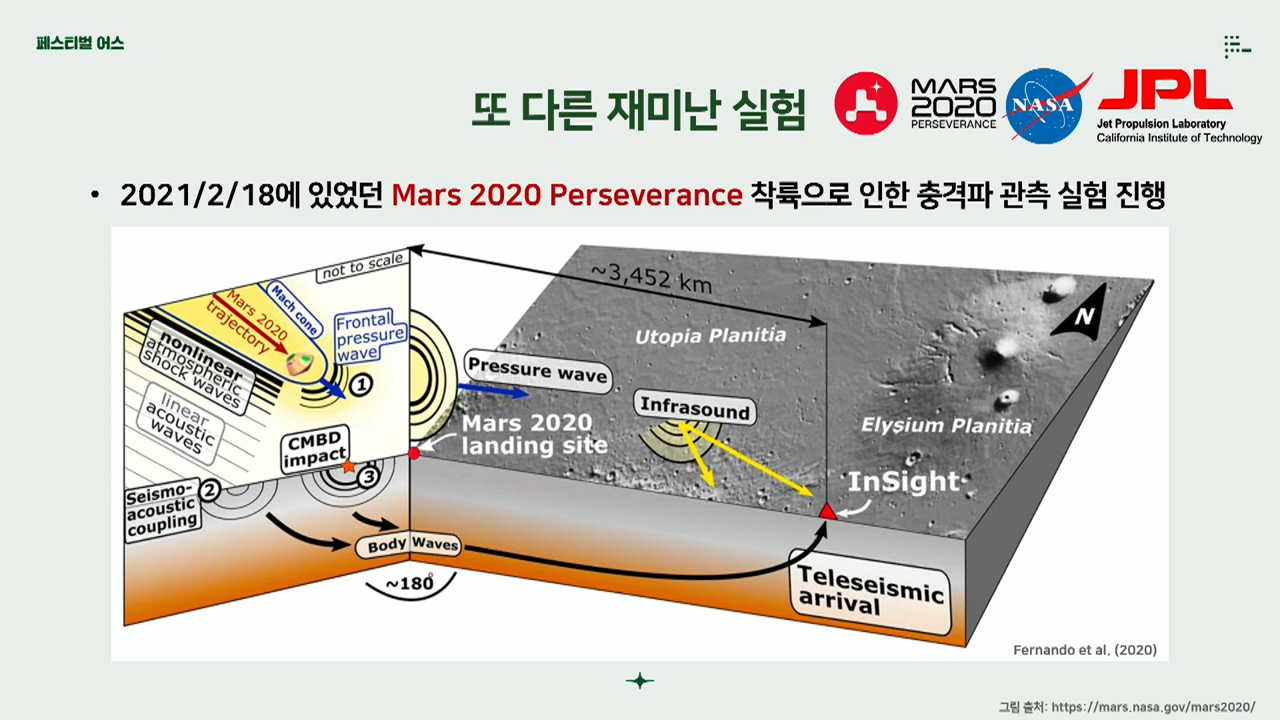 페스티벌 어스
또 다른 재미난 실험
MARS
2020
PERSEVERANCE
NASA
JPL
Jet Propulsion Laboratory
California Institute of Technology
• 2021/2/18에 있었던 Mars 2020 Perseverance 착륙으로 인한 충격파 관측 실험 진행
not to scale
~3,452 km
Mars 2020
trajectory
Mach cone
Frontal
pressure
wave
nonlinear
atmospheric
shock waves
linear
acoustic
waves
1
CMBD
impact
3
Seismo-
acoustic
coupling
2
Body Waves
~180°
Pressure wave
Mars 2020
landing site
Utopia Planitia
Infrasound
Elysium Planitia
N
InSight
Teleseismic
arrival
Fernando et al. (2020)
그림 출처: https://mars.nasa.gov/mars2020/